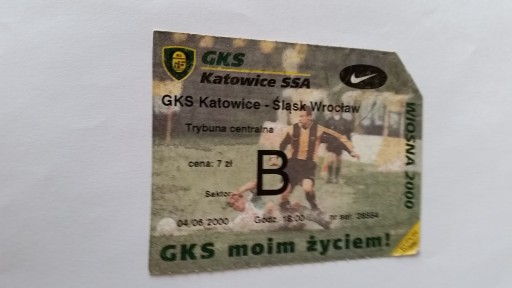 GKS
Katowice SSA
GKS Katowice - Śląsk Wrocław
Trybuna centralna
cena: 7 zł
Sektor:
B
04/06/2000 Godz. 18:00 nr ser. 26594
GKS moim życiem!
WIOSNA 2000